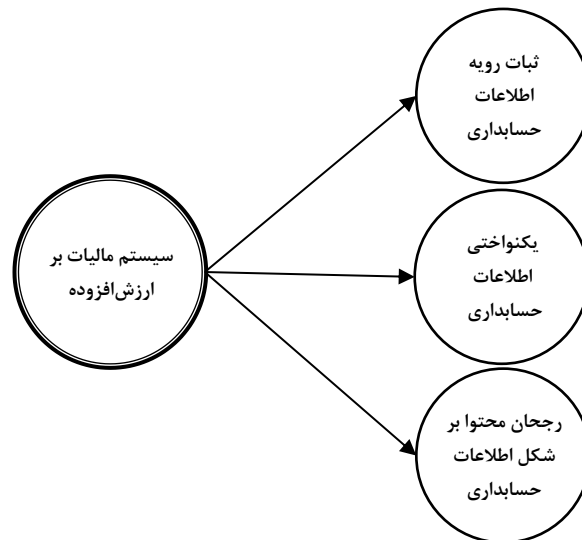 ثبات رویه
اطلاعات
حسابداری
سیستم مالیات بر
ارزش‌افزوده
یکنواختی
اطلاعات
حسابداری
رجحان محتوا بر
شکل اطلاعات
حسابداری